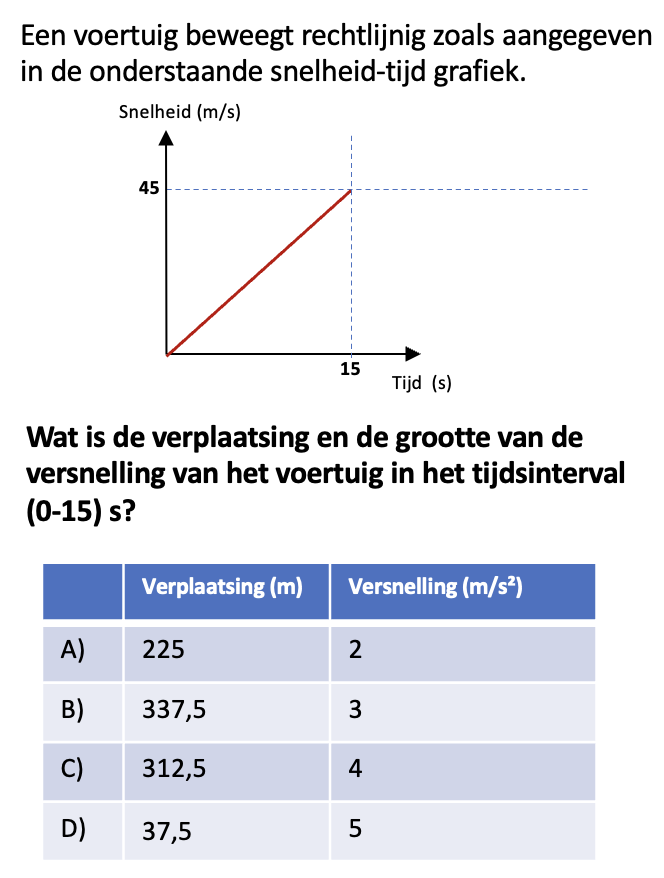 Een voertuig beweegt rechtlijnig zoals aangegeven
in de onderstaande snelheid-tijd grafiek.
Snelheid (m/s)
45
15
Tijd (s)
Wat is de verplaatsing en de grootte van de
versnelling van het voertuig in het tijdsinterval
(0-15) s?
Verplaatsing (m) Versnelling (m/s²)
A) 225 2
B) 337,5 3
C) 312,5 4
D) 37,5 5